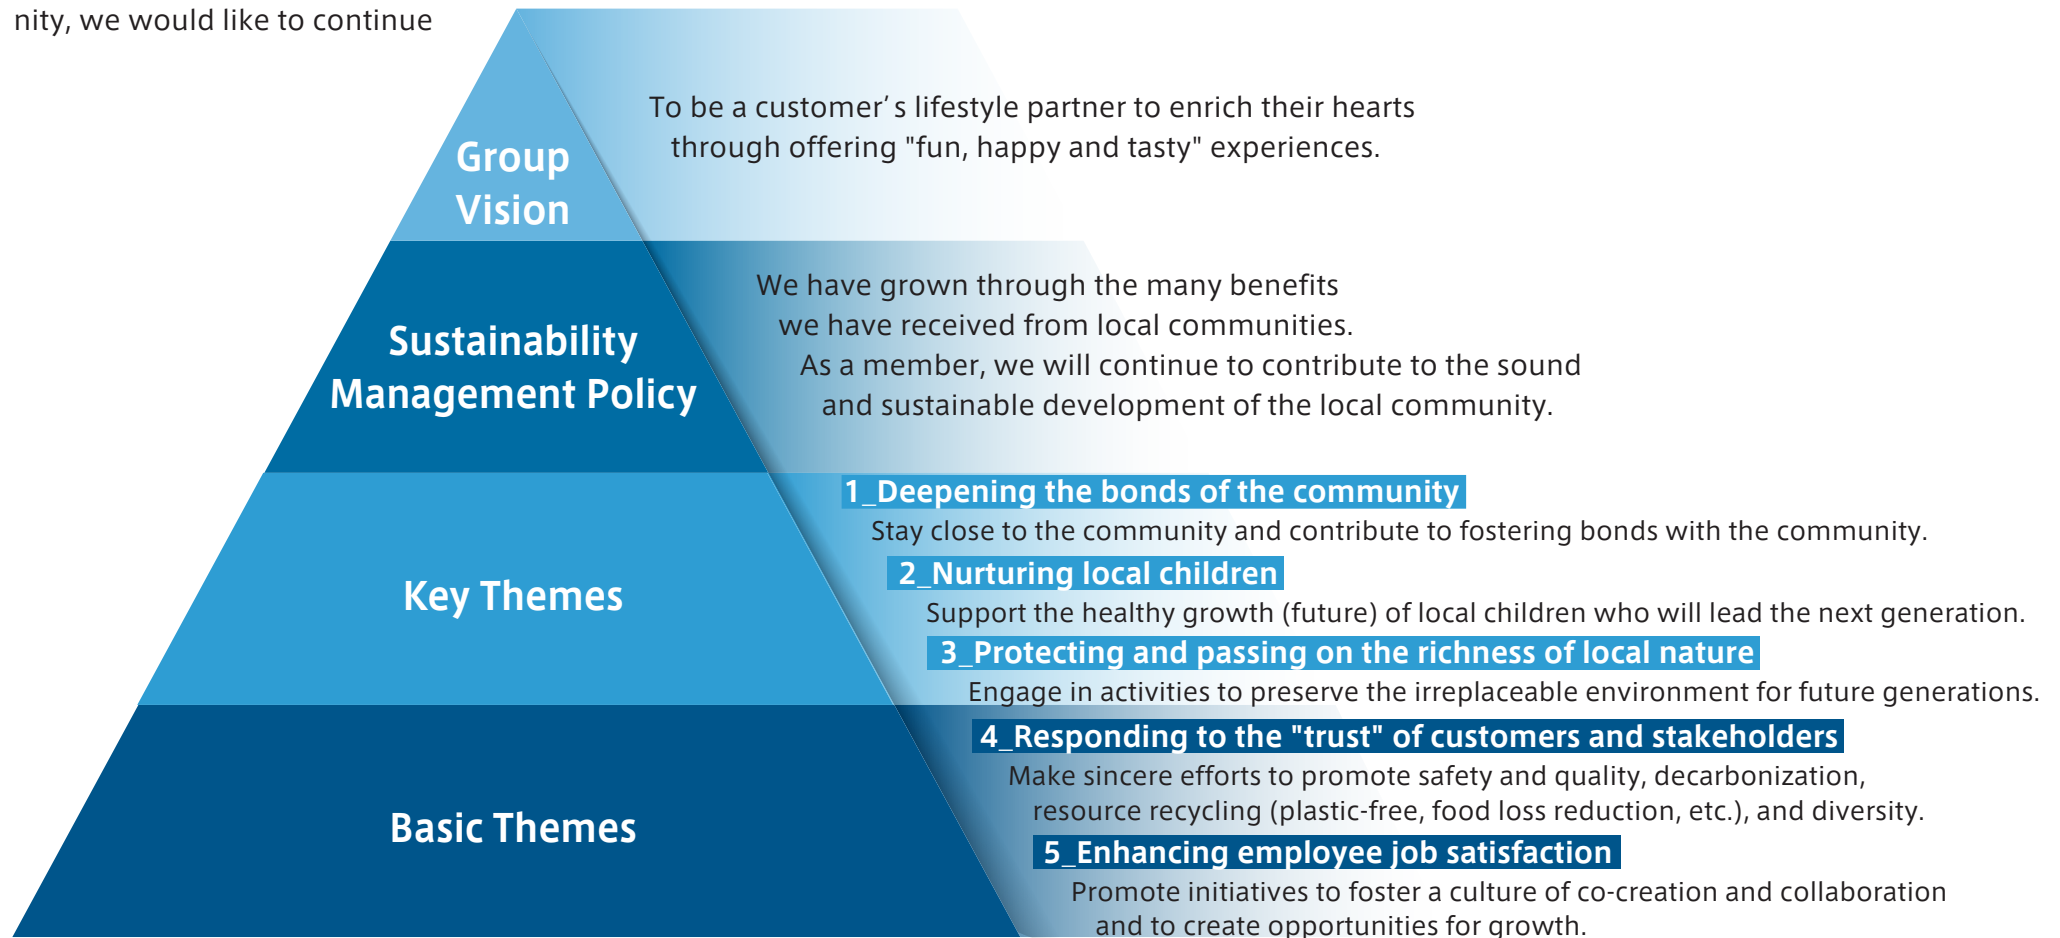 nity, we would like to continue
Group
Vision
To be a customer’s lifestyle partner to enrich their hearts
through offering "fun, happy and tasty" experiences.
Sustainability
Management Policy
We have grown through the many benefits
we have received from local communities.
As a member, we will continue to contribute to the sound
and sustainable development of the local community.
Key Themes
1_Deepening the bonds of the community
Stay close to the community and contribute to fostering bonds with the community.
2_Nurturing local children
Support the healthy growth (future) of local children who will lead the next generation.
3_Protecting and passing on the richness of local nature
Engage in activities to preserve the irreplaceable environment for future generations.
Basic Themes
4_Responding to the "trust" of customers and stakeholders
Make sincere efforts to promote safety and quality, decarbonization,
resource recycling (plastic-free, food loss reduction, etc.), and diversity.
5_Enhancing employee job satisfaction
Promote initiatives to foster a culture of co-creation and collaboration
and to create opportunities for growth.